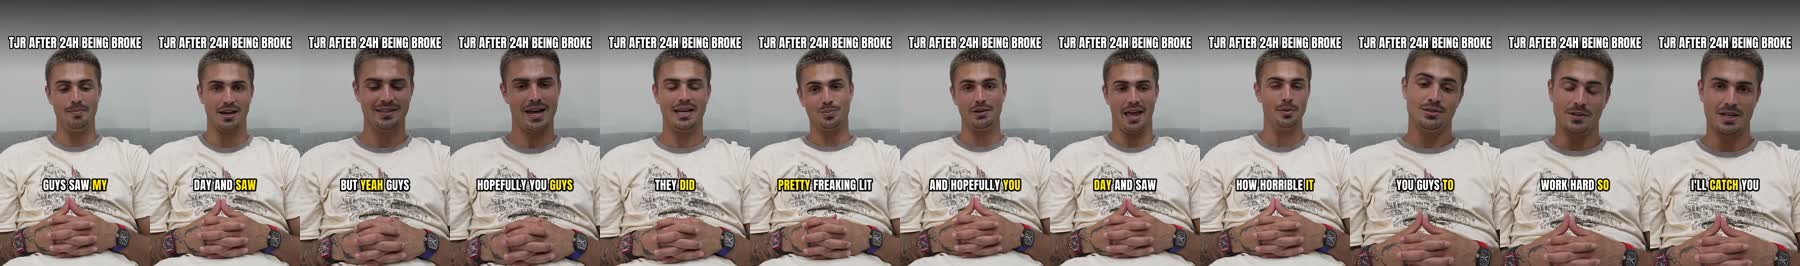 TJR AFTER 24H BEING BROKE
GUYS SAW MY
TJR AFTER 24H BEING BROKE
DAY AND SAW
TJR AFTER 24H BEING BROKE
BUT YEAH GUYS
TJR AFTER 24H BEING BROKE
HOPEFULLY YOU GUYS
TJR AFTER 24H BEING BROKE
THEY DID
TJR AFTER 24H BEING BROKE
PRETTY FREAKING LIT
TJR AFTER 24H BEING BROKE
AND HOPEFULLY YOU
TJR AFTER 24H BEING BROKE
DAY AND SAW
TJR AFTER 24H BEING BROKE
HOW HORRIBLE IT
TJR AFTER 24H BEING BROKE
YOU GUYS TO
TJR AFTER 24H BEING BROKE
WORK HARD SO
TJR AFTER 24H BEING BROKE
I'LL CATCH YOU